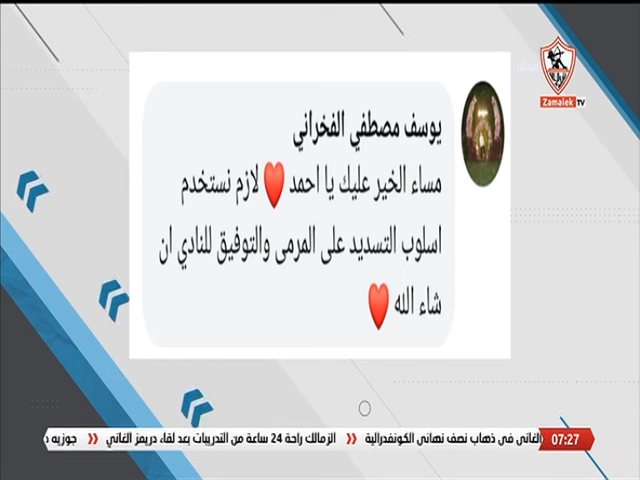 Zamalek TV
يوسف مصطفي الفخراني
مساء الخير عليك يا احمد ❤️ لازم نستخدم
اسلوب التسديد على المرمى والتوفيق للنادي ان
شاء الله ❤️
07:27 الغاني في ذهاب نصف نهائي الكونفدرالية » الزمالك راحة 24 ساعة من التدريبات بعد لقاء دريمز الغاني » جوزيه